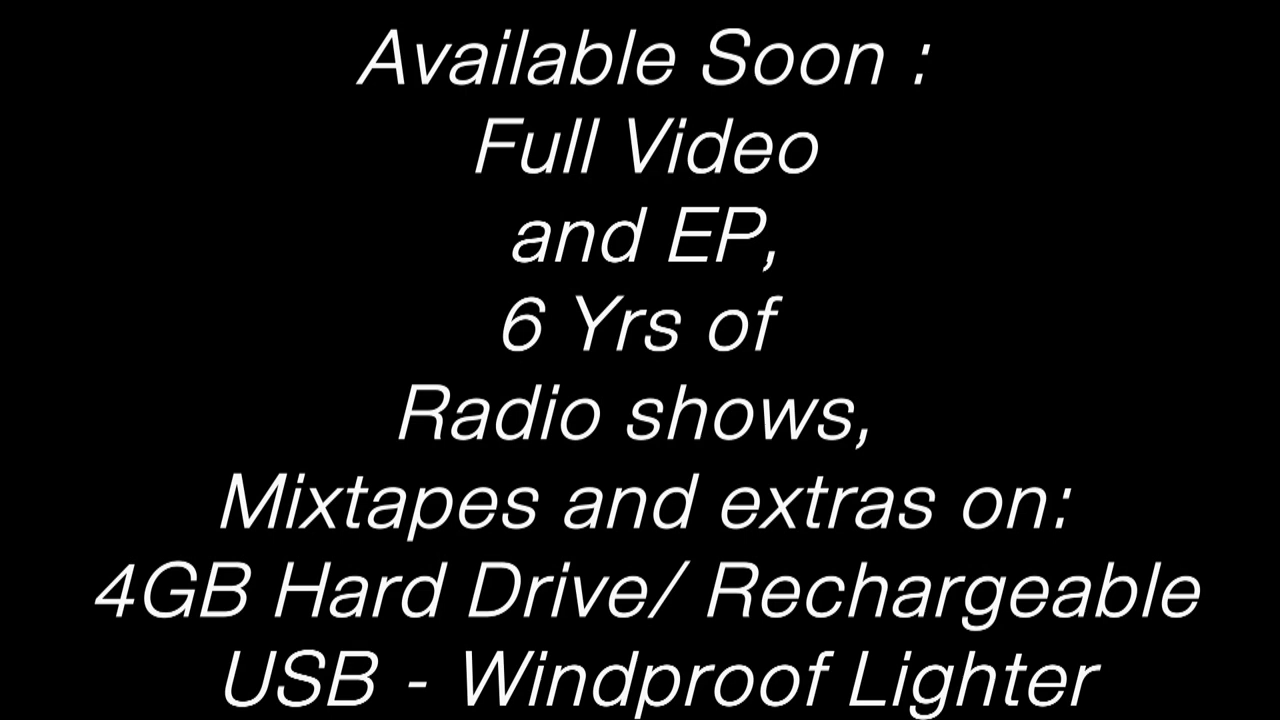 Available Soon :
Full Video
and EP,
6 Yrs of
Radio shows,
Mixtapes and extras on:
4GB Hard Drive/ Rechargeable
USB - Windproof Lighter